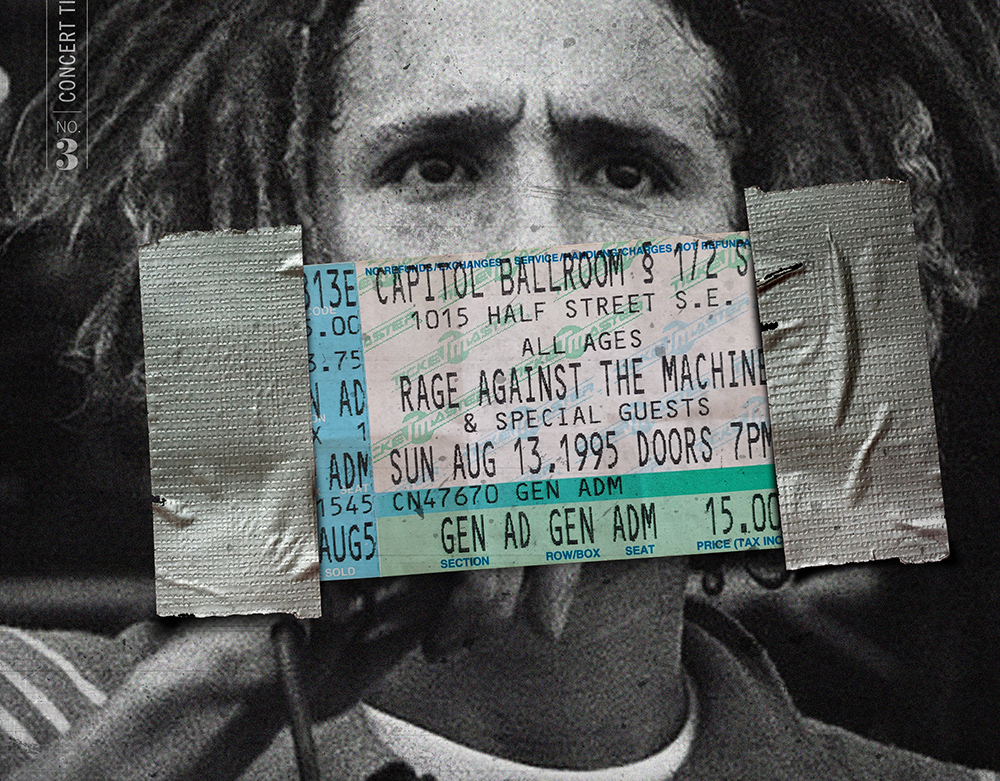 CONCERT TI
NO.
3
NO REFUNDS/EXCHANGES - SERVICE/HANDLING CHARGES NOT REFUNDA
313E
CAPITOL BALLROOM § 1/2 S
.00
1015 HALF STREET S.E.
3.75
ALL AGES
N AD
RAGE AGAINST THE MACHINE
X 1
& SPECIAL GUESTS
ADM
SUN AUG 13,1995 DOORS 7PM
SEAT
1545
CN47670 GEN ADM
AUG5
GEN AD GEN ADM 15.00
SOLD
SECTION ROW/BOX SEAT PRICE (TAX INC
TICKETMASTER